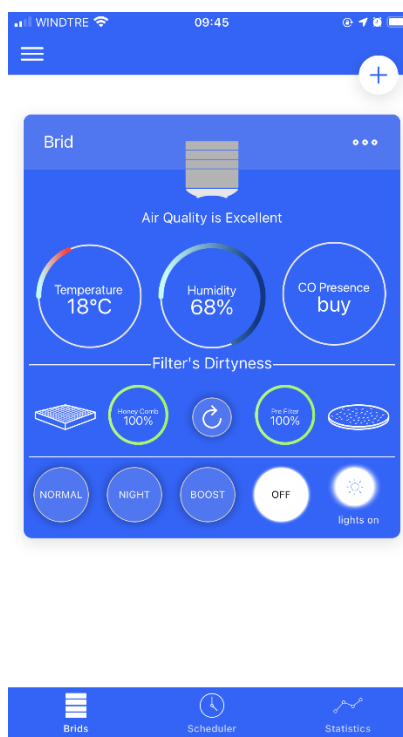 WINDTRE
09:45
Brid
Air Quality is Excellent
Temperature
18°C
Humidity
68%
CO Presence
buy
Filter's Dirtyness
Honey Comb
100%
Pre Filter
100%
NORMAL
NIGHT
BOOST
OFF
lights on
Brids
Scheduler
Statistics